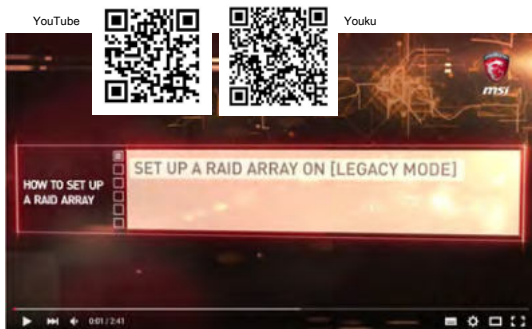 YouTube
Youku
msi
SET UP A RAID ARRAY ON [LEGACY MODE]
HOW TO SET UP
A RAID ARRAY
0:01 / 2:41